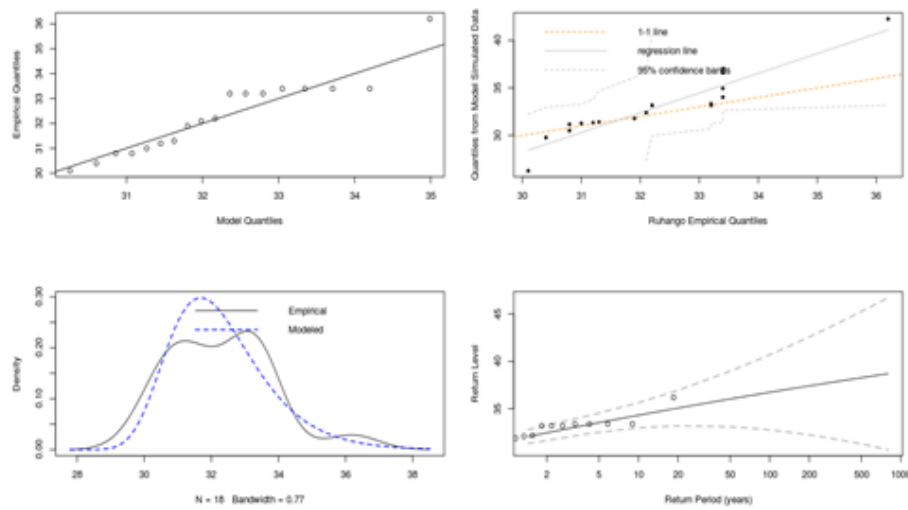 Empirical Quantiles
30 31 32 33 34 35 36
31 32 33 34 35
Model Quantiles
Quantiles from Model Simulated Data
30 35 40
1-1 line
regression line
95% confidence bands
30 31 32 33 34 35 36
Ruhango Empirical Quantiles
Density
0.00 0.10 0.20 0.30
Empirical
Modeled
28 30 32 34 36 38
N = 18 Bandwidth = 0.77
Return Level
35 45
2 5 10 20 50 100 200 500 1000
Return Period (years)